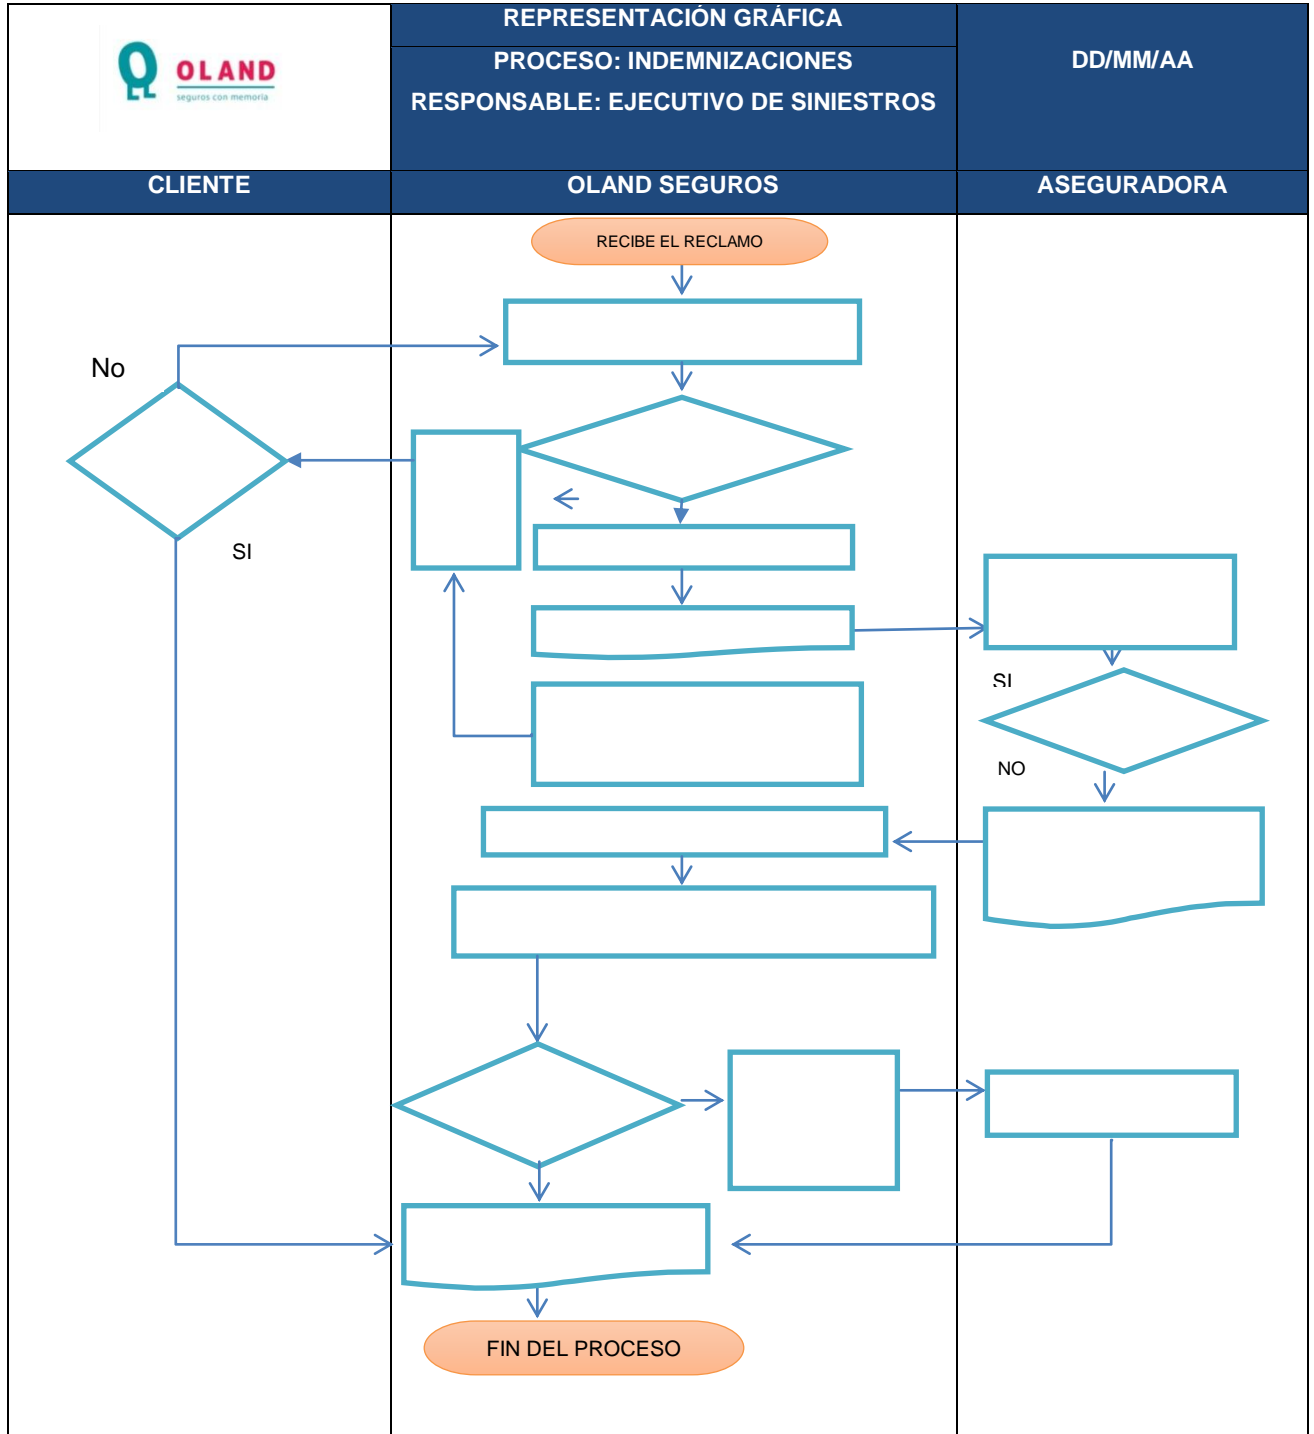 OLAND
seguros con memoria
REPRESENTACIÓN GRÁFICA
PROCESO: INDEMNIZACIONES
RESPONSABLE: EJECUTIVO DE SINIESTROS
DD/MM/AA
CLIENTE
OLAND SEGUROS
ASEGURADORA
RECIBE EL RECLAMO
No
SI
SI
NO
FIN DEL PROCESO